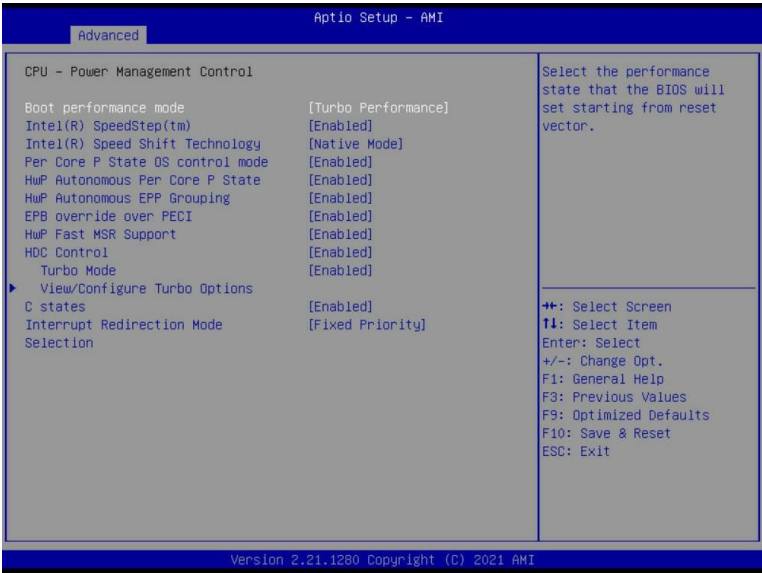 Aptio Setup – AMI
Advanced
CPU – Power Management Control
Boot performance mode [Turbo Performance]
Intel(R) SpeedStep(tm) [Enabled]
Intel(R) Speed Shift Technology [Native Mode]
Per Core P State OS control mode [Enabled]
HwP Autonomous Per Core P State [Enabled]
HwP Autonomous EPP Grouping [Enabled]
EPB override over PECI [Enabled]
HwP Fast MSR Support [Enabled]
HDC Control [Enabled]
Turbo Mode [Enabled]
View/Configure Turbo Options
C states [Enabled]
Interrupt Redirection Mode [Fixed Priority]
Selection
Select the performance
state that the BIOS will
set starting from reset
vector.
→←: Select Screen
↑↓: Select Item
Enter: Select
+/-: Change Opt.
F1: General Help
F3: Previous Values
F9: Optimized Defaults
F10: Save & Reset
ESC: Exit
Version 2.21.1280 Copyright (C) 2021 AMI